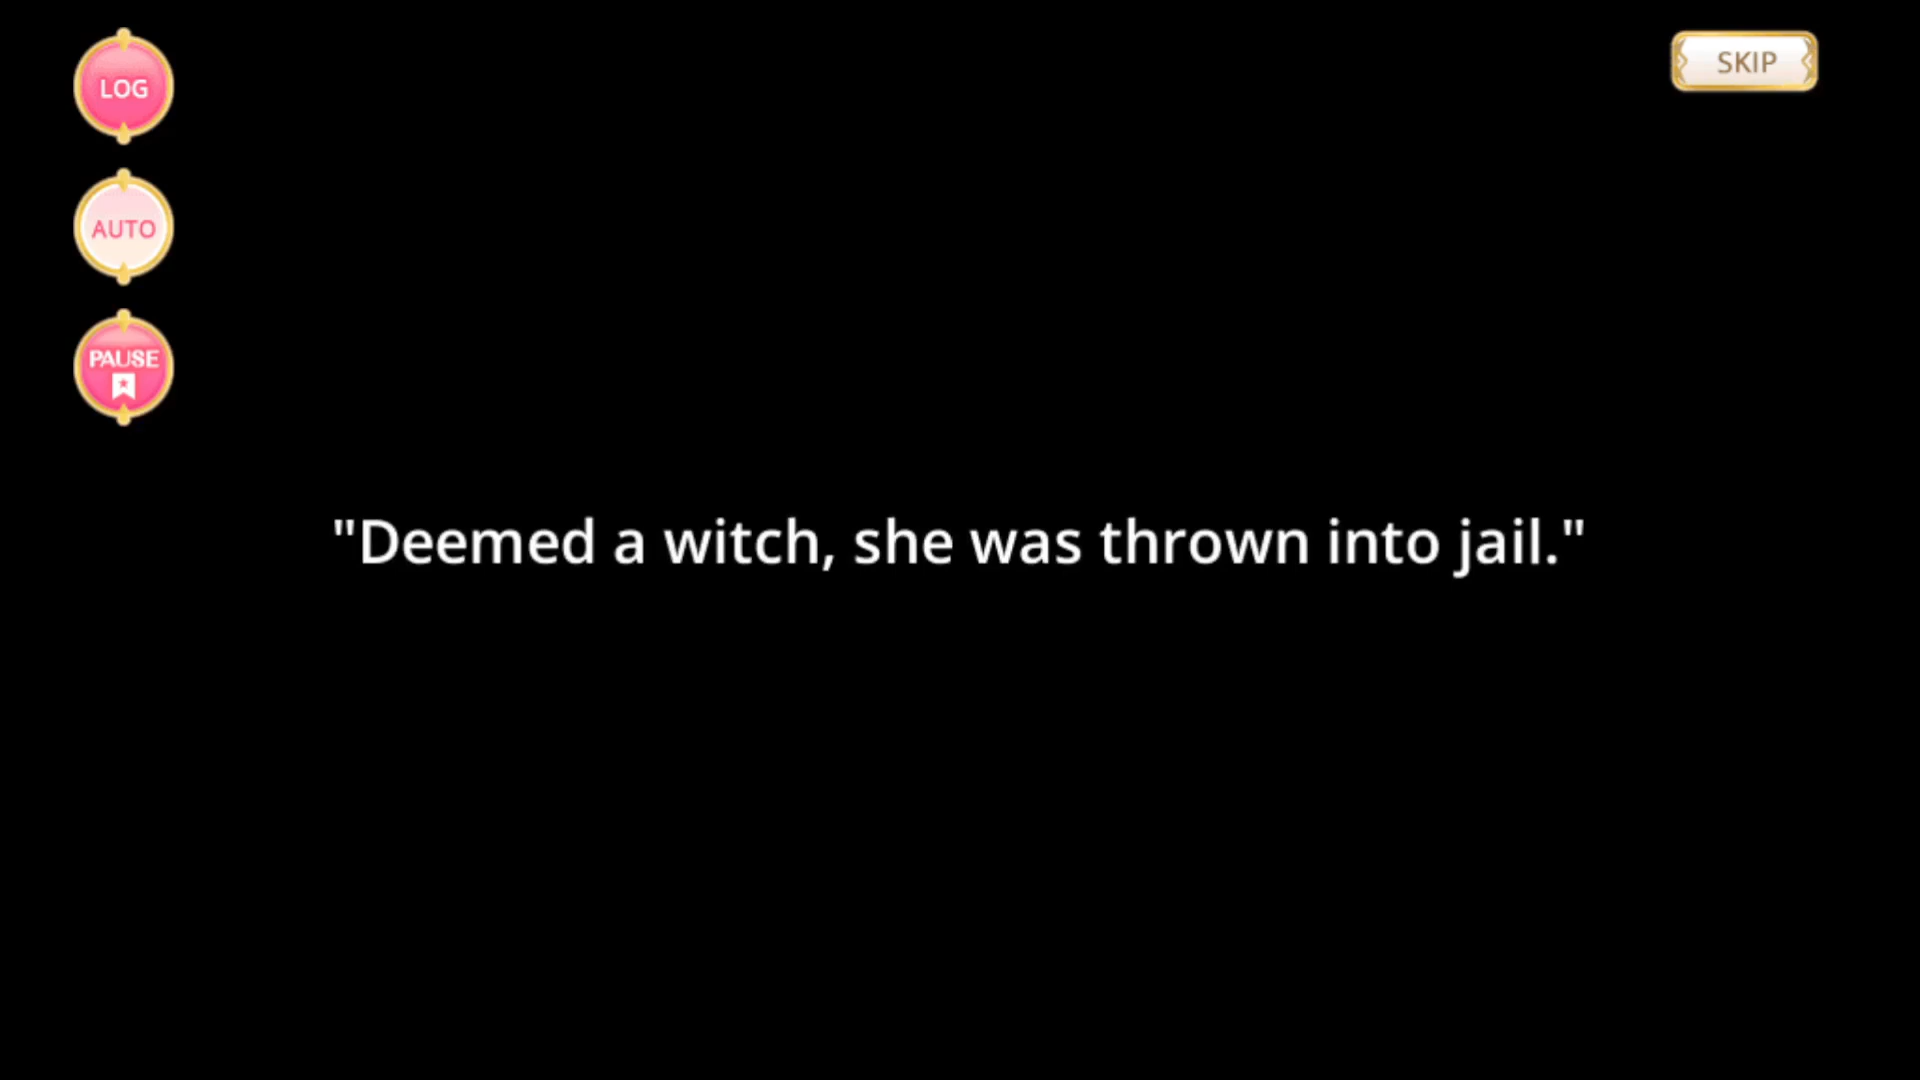 LOG
SKIP
AUTO
PAUSE
"Deemed a witch, she was thrown into jail."